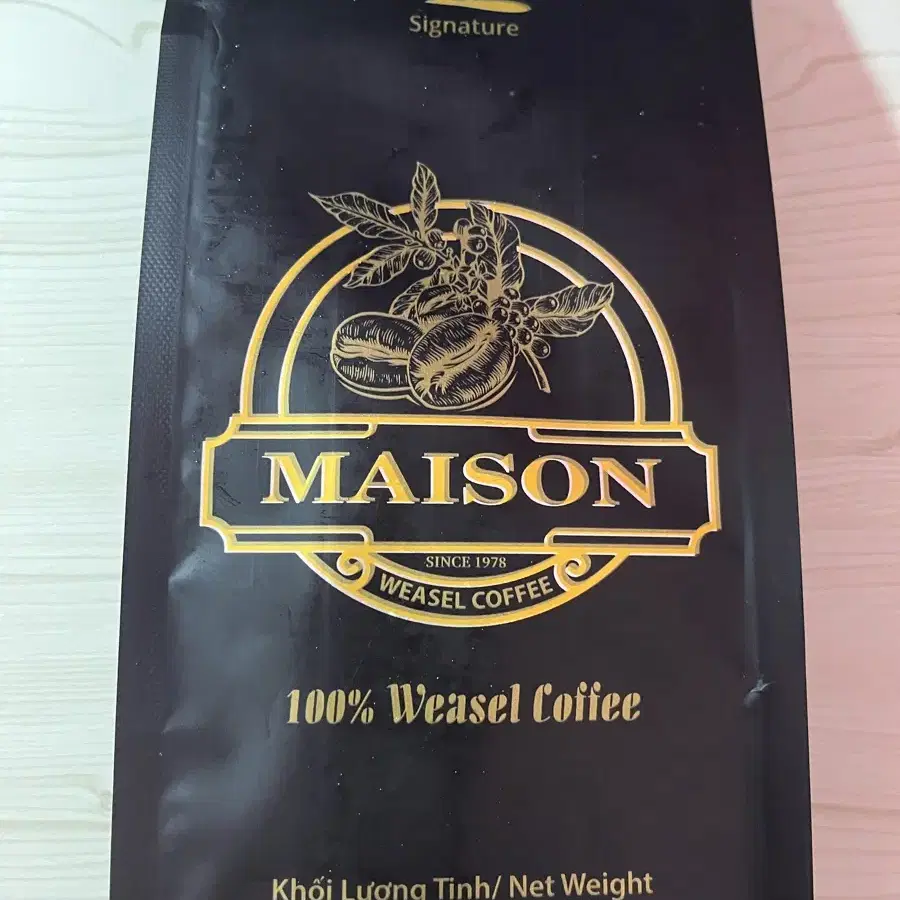 Signature
MAISON
SINCE 1978
WEASEL COFFEE
100% Weasel Coffee
Khối Lượng Tịnh/ Net Weight